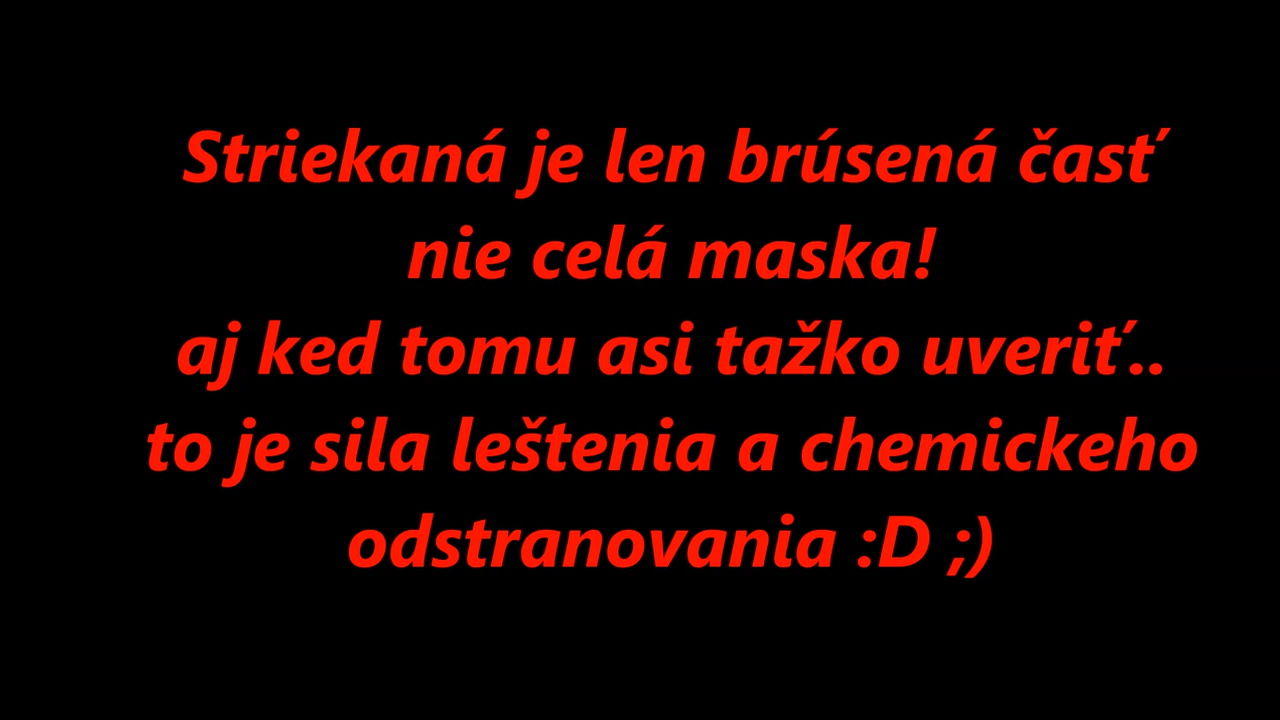 Striekaná je len brúsená časť
nie celá maska!
aj ked tomu asi tažko uveriť..
to je sila leštenia a chemickeho
odstranovania :D ;)